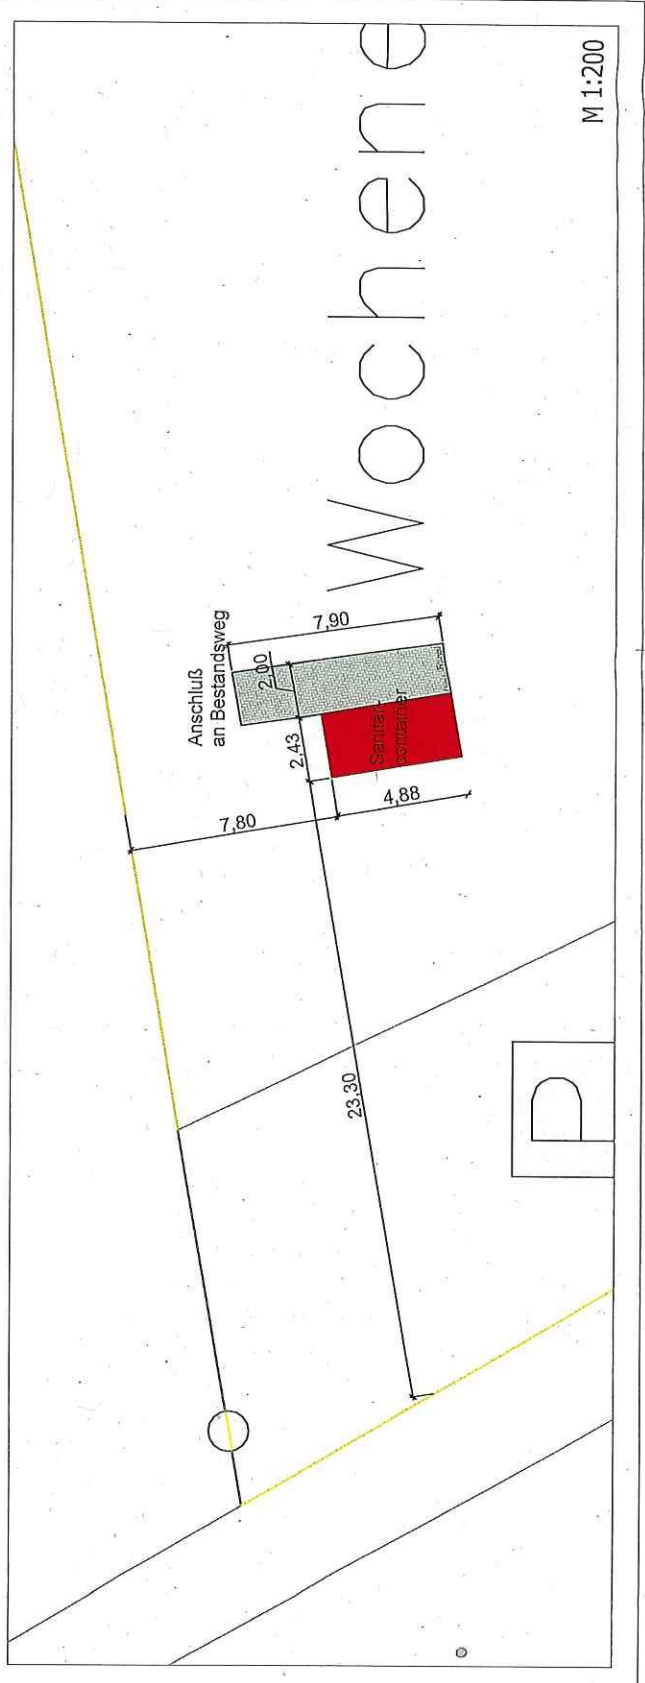 Wochene
M 1:200
Anschluß
an Bestandsweg
7,90
2,00
2,43
Sanitär-
container
7,80
4,88
23,30
P